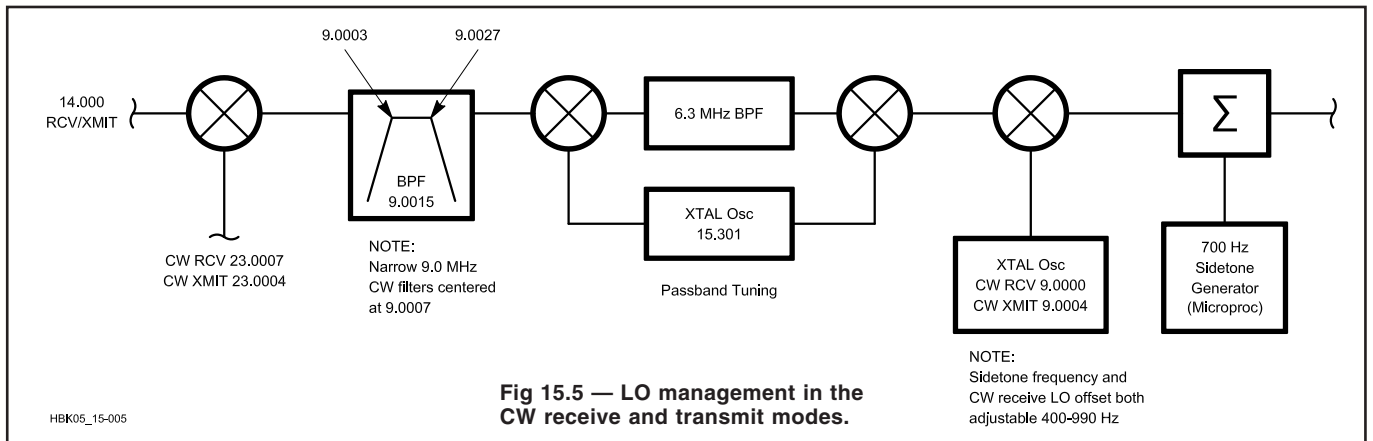 9.0003
9.0027
14.000
RCV/XMIT
BPF
9.0015
6.3 MHz BPF
Σ
CW RCV 23.0007
CW XMIT 23.0004
NOTE:
Narrow 9.0 MHz
CW filters centered
at 9.0007
XTAL Osc
15.301
Passband Tuning
XTAL Osc
CW RCV 9.0000
CW XMIT 9.0004
700 Hz
Sidetone
Generator
(Microproc)
NOTE:
Sidetone frequency and
CW receive LO offset both
adjustable 400-990 Hz
Fig 15.5 — LO management in the
CW receive and transmit modes.
HBK05_15-005